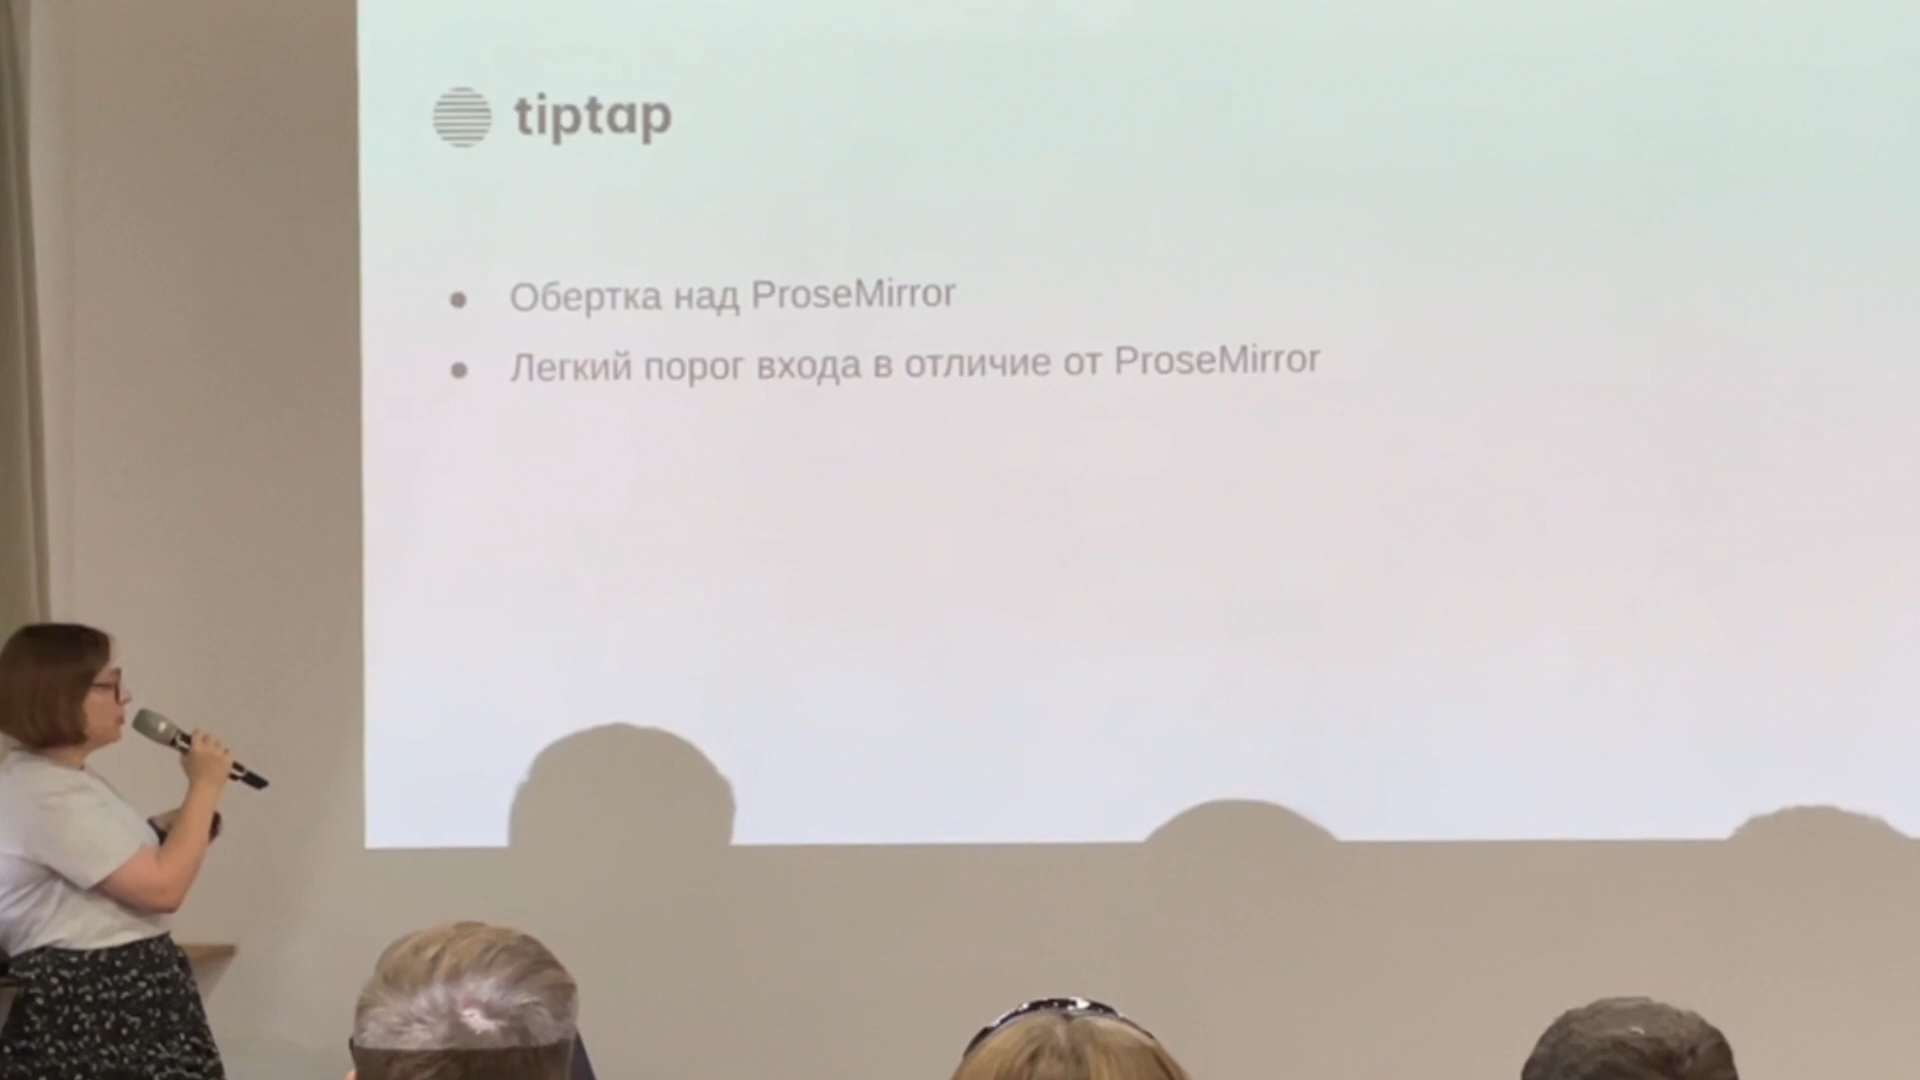 tiptap
Обертка над ProseMirror
Легкий порог входа в отличие от ProseMirror